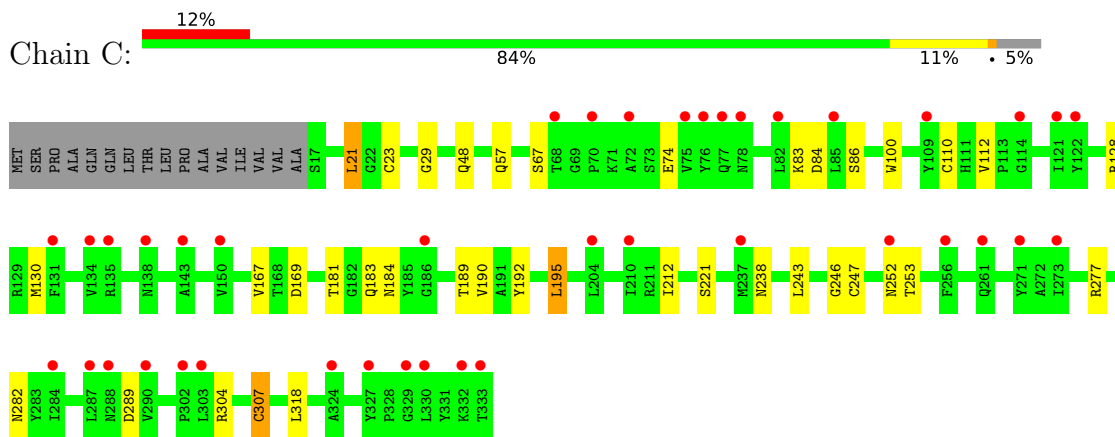 12%
Chain C:
84% 11% • 5%
MET SER PRO ALA GLN GLN LEU THR LEU PRO ALA VAL ILE VAL VAL ALA S17 L21 G22 C23 G29 Q48 Q57 S67 T68 G69 P70 K71 A72 S73 E74 V75 Y76 Q77 N78 L82 K83 D84 L85 S86 W100 Y109 C110 H111 V112 P113 G114 I121 Y122 R128
R129 M130 F131 V134 R135 N138 A143 V150 V167 T168 D169 T181 G182 Q183 N184 Y185 G186 T189 V190 A191 Y192 L195 L204 I210 R211 I212 S221 M237 N238 L243 G246 C247 N252 T253 F256 Q261 Y271 A272 I273 R277
N282 Y283 I284 L287 N288 D289 V290 P302 L303 R304 C307 L318 A324 Y327 P328 G329 L330 Y331 K332 T333